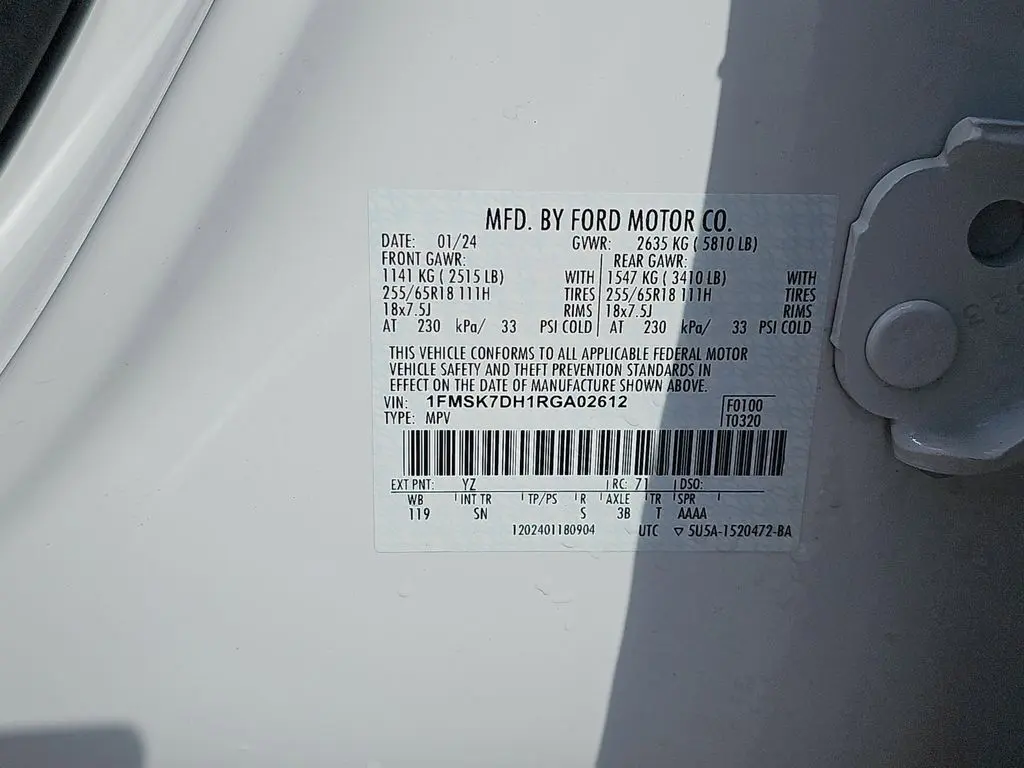 MFD. BY FORD MOTOR CO.
DATE: 01/24 GVWR: 2635 KG ( 5810 LB)
FRONT GAWR: REAR GAWR:
1141 KG ( 2515 LB) WITH 1547 KG ( 3410 LB) WITH
255/65R18 111H TIRES 255/65R18 111H TIRES
18x7.5J RIMS 18x7.5J RIMS
AT 230 kPa/ 33 PSI COLD AT 230 kPa/ 33 PSI COLD
THIS VEHICLE CONFORMS TO ALL APPLICABLE FEDERAL MOTOR
VEHICLE SAFETY AND THEFT PREVENTION STANDARDS IN
EFFECT ON THE DATE OF MANUFACTURE SHOWN ABOVE.
VIN: 1FMSK7DH1RGA02612 F0100
TYPE: MPV T0320
EXT PNT: YZ RC: 71 DSO:
WB INT TR TP/PS R AXLE TR SPR
119 SN S 3B T AAAA
1202401180904 UTC ▽ 5U5A-1520472-BA